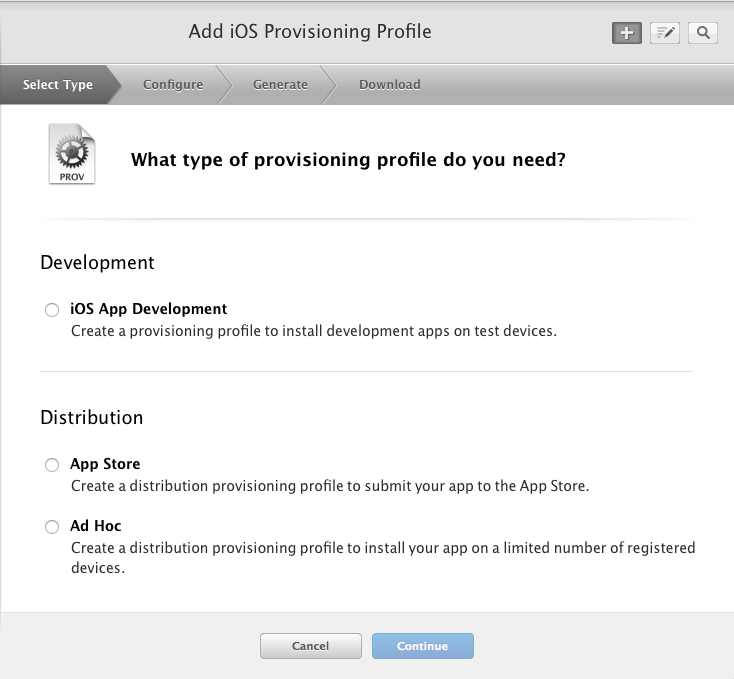 Add iOS Provisioning Profile
Select Type
Configure
Generate
Download
PROV
What type of provisioning profile do you need?
Development
iOS App Development
Create a provisioning profile to install development apps on test devices.
Distribution
App Store
Create a distribution provisioning profile to submit your app to the App Store.
Ad Hoc
Create a distribution provisioning profile to install your app on a limited number of registered
devices.
Cancel
Continue